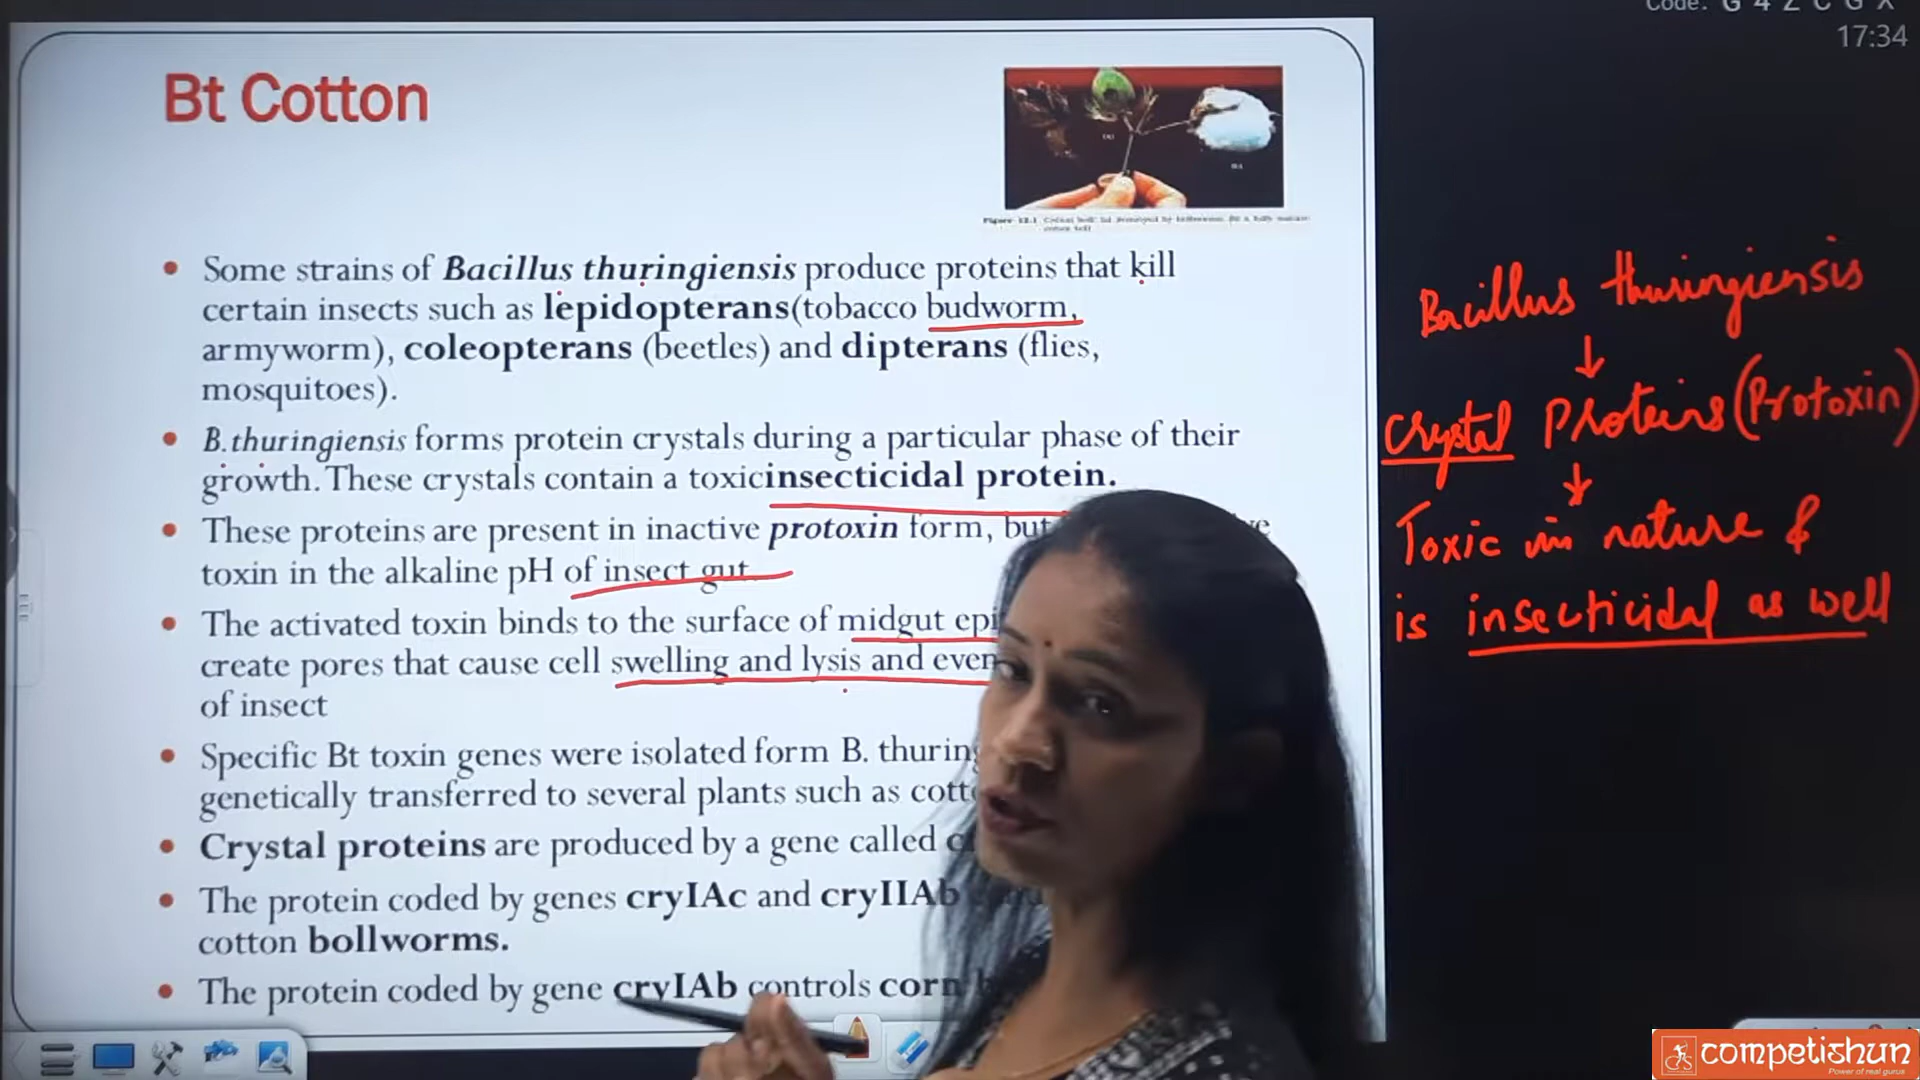 17:34
Bt Cotton
Some strains of Bacillus thuringiensis produce proteins that kill
certain insects such as lepidopterans(tobacco budworm,
armyworm), coleopterans (beetles) and dipterans (flies,
mosquitoes).
B.thuringiensis forms protein crystals during a particular phase of their
growth. These crystals contain a toxicinsecticidal protein.
These proteins are present in inactive protoxin form, but
toxin in the alkaline pH of insect gut
The activated toxin binds to the surface of midgut
create pores that cause cell swelling and lysis and
of insect
Specific Bt toxin genes were isolated form B.
genetically transferred to several plants such as
Crystal proteins are produced by a gene called
The protein coded by genes cryIAc and cryIIAb
cotton bollworms.
The protein coded by gene cryIAb controls corn
Bacillus thuringiensis
↓
Crystal Proteins (Protoxin)
↓
Toxic in nature &
is insecticidal as well
competishun
Power of real gurus